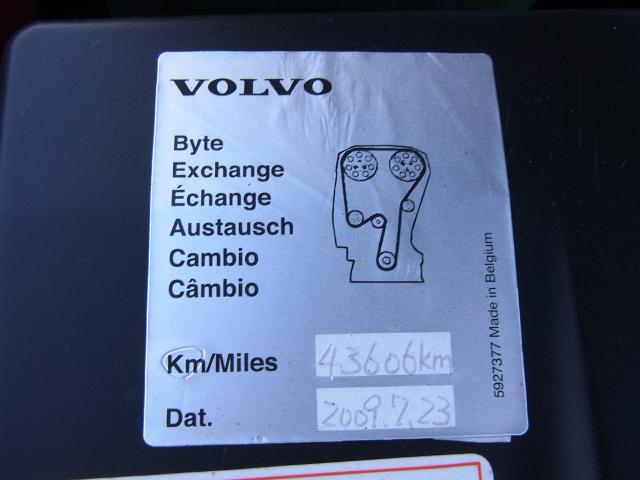 VOLVO
Byte
Exchange
Échange
Austausch
Cambio
Câmbio
Km/Miles 43606km
Dat. 2009.7.23
5927377 Made in Belgium